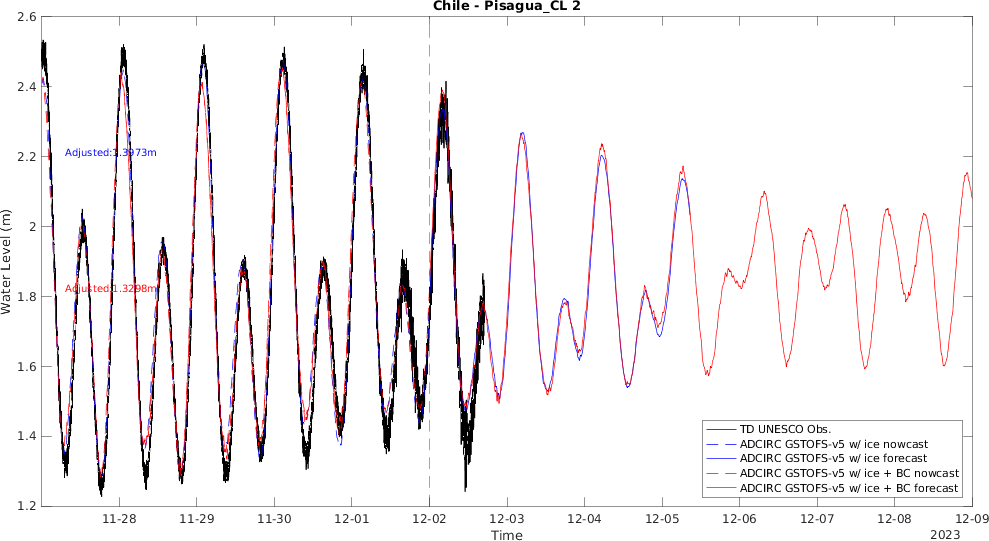 Chile - Pisagua_CL 2
2.6
2.4
2.2
2
1.8
1.6
1.4
1.2
Water Level (m)
Adjusted:1.3973m
Adjusted:1.3298m
TD UNESCO Obs.
ADCIRC GSTOFS-v5 w/ ice nowcast
ADCIRC GSTOFS-v5 w/ ice forecast
ADCIRC GSTOFS-v5 w/ ice + BC nowcast
ADCIRC GSTOFS-v5 w/ ice + BC forecast
11-28 11-29 11-30 12-01 12-02 12-03 12-04 12-05 12-06 12-07 12-08 12-09
Time
2023